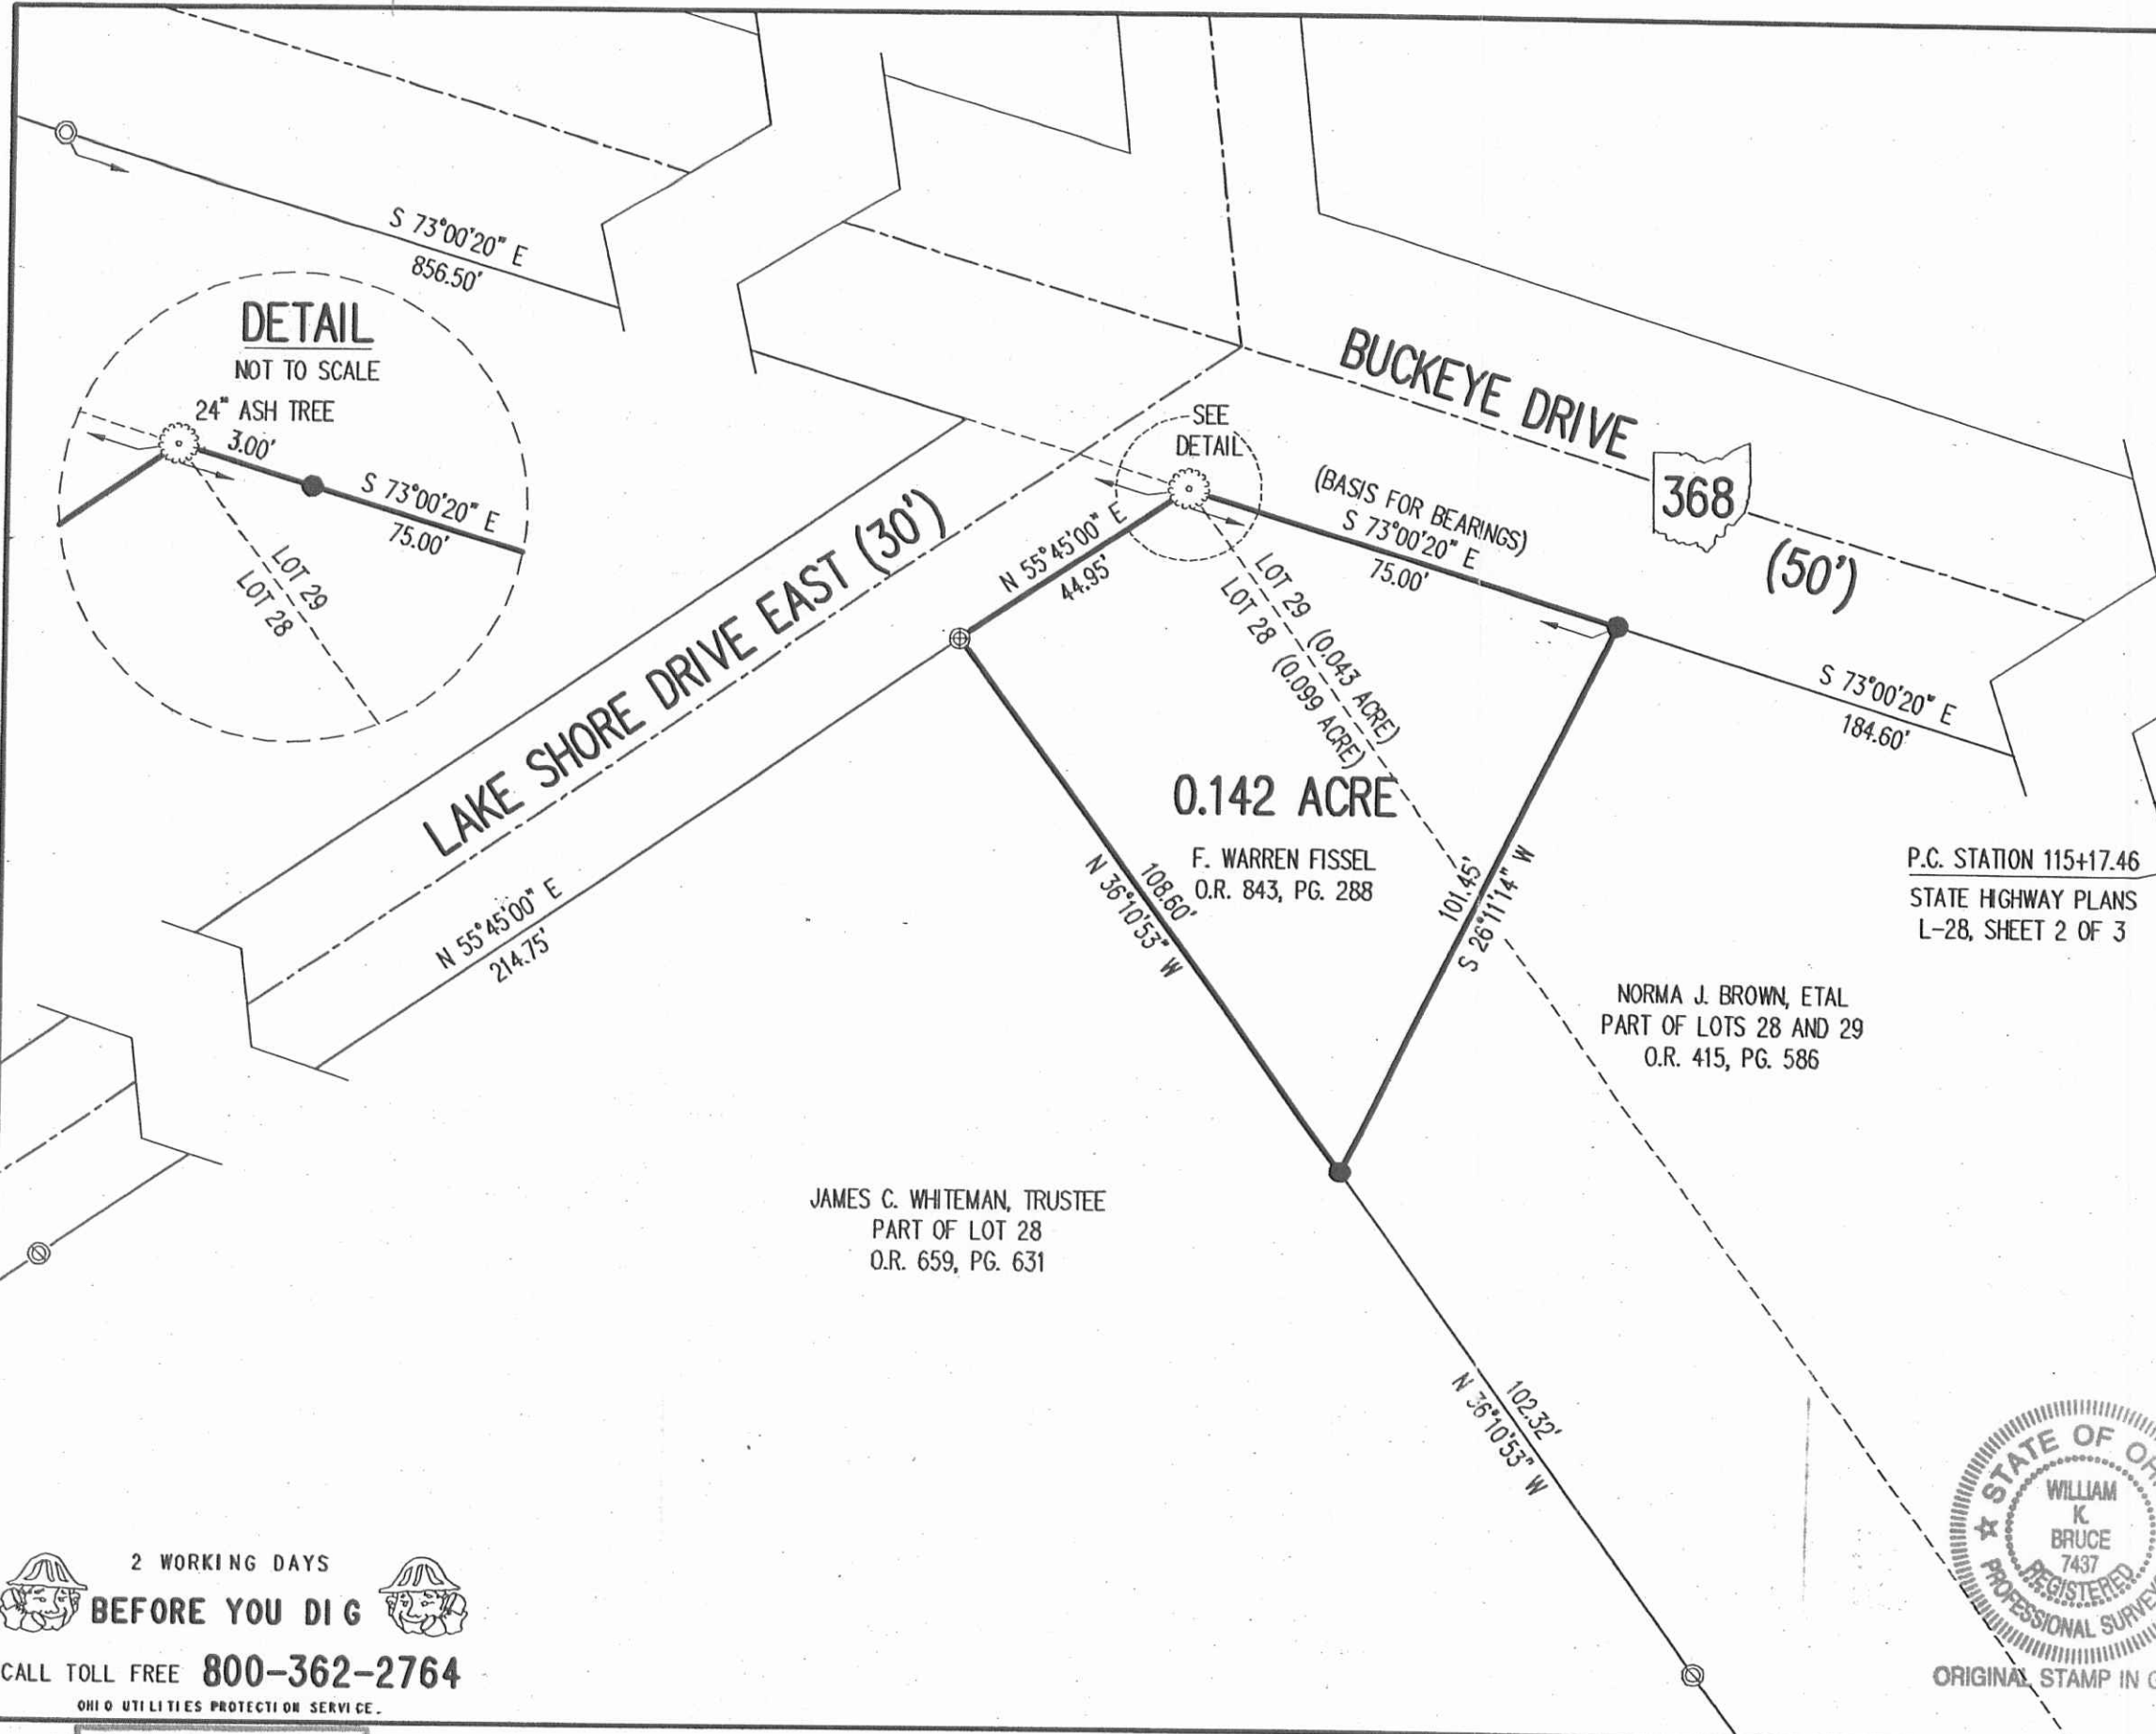 S 73°00'20" E
856.50'
DETAIL
NOT TO SCALE
24" ASH TREE
3.00'
S 73°00'20" E
75.00'
LOT 29
LOT 28
SEE
DETAIL
BUCKEYE DRIVE
368
(50')
(BASIS FOR BEARINGS)
S 73°00'20" E
75.00'
N 55°45'00" E
44.95'
LOT 29 (0.043 ACRE)
LOT 28 (0.099 ACRE)
S 73°00'20" E
184.60'
LAKE SHORE DRIVE EAST (30')
N 55°45'00" E
214.75'
0.142 ACRE
F. WARREN FISSEL
O.R. 843, PG. 288
108.60'
N 36°10'53" W
101.45'
S 26°11'14" W
P.C. STATION 115+17.46
STATE HIGHWAY PLANS
L-28, SHEET 2 OF 3
NORMA J. BROWN, ETAL
PART OF LOTS 28 AND 29
O.R. 415, PG. 586
JAMES C. WHITEMAN, TRUSTEE
PART OF LOT 28
O.R. 659, PG. 631
102.32'
N 36°10'53" W
STATE OF
WILLIAM
K.
BRUCE
7437
REGISTERED
PROFESSIONAL
ORIGINAL STAMP IN
2 WORKING DAYS
BEFORE YOU DIG
CALL TOLL FREE 800-362-2764
OHIO UTILITIES PROTECTION SERVICE.